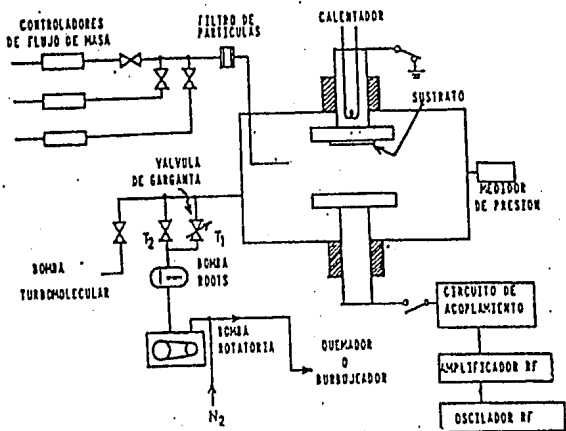 CONTROLADORES
DE FLUJO DE MASA
FILTRO DE
PARTICULAS
CALENTADOR
SUSTRATO
VALVULA
DE GARGANTA
T2
T1
MEDIDOR
DE PRESION
BOMBA
TURBOMOLECULAR
BOMBA
ROOTS
BOMBA
ROTATORIA
QUEMADOR
O
BURBUJEADOR
N2
CIRCUITO DE
ACOPLAMIENTO
AMPLIFICADOR RF
OSCILADOR RF